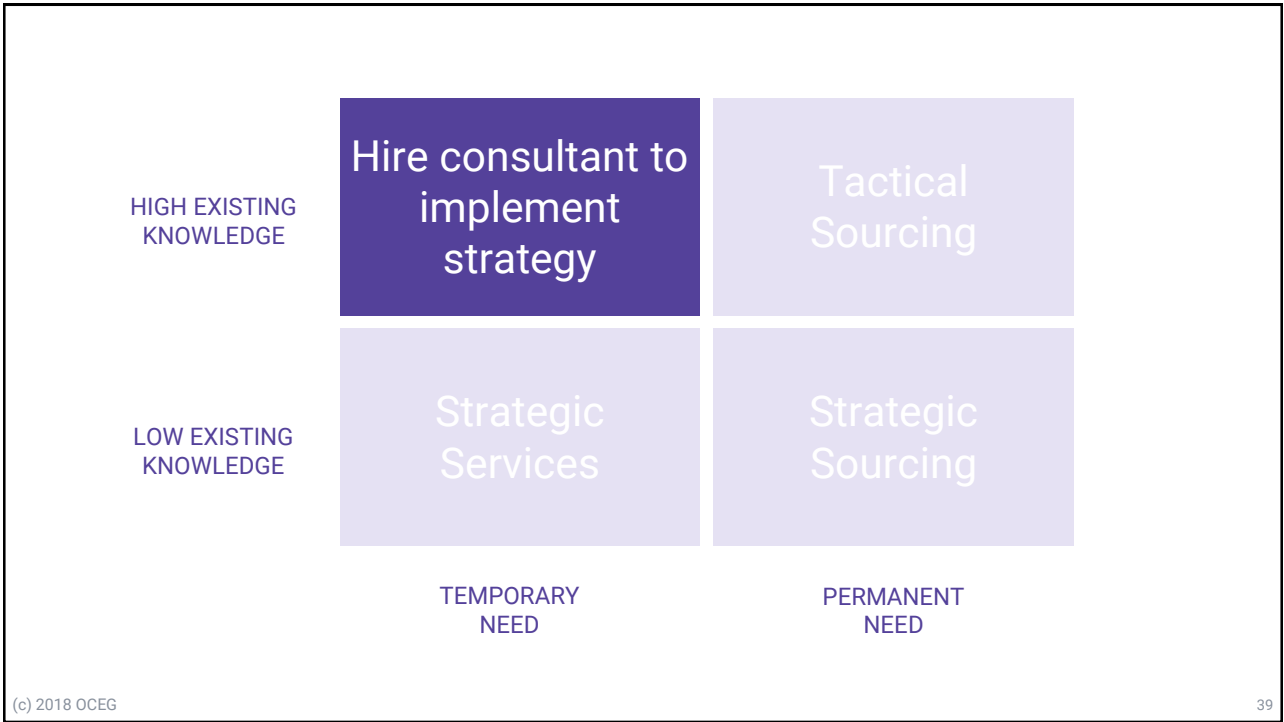 HIGH EXISTING
KNOWLEDGE
Hire consultant to
implement
strategy
Tactical
Sourcing
LOW EXISTING
KNOWLEDGE
Strategic
Services
Strategic
Sourcing
TEMPORARY
NEED
PERMANENT
NEED
(c) 2018 OCEG
39